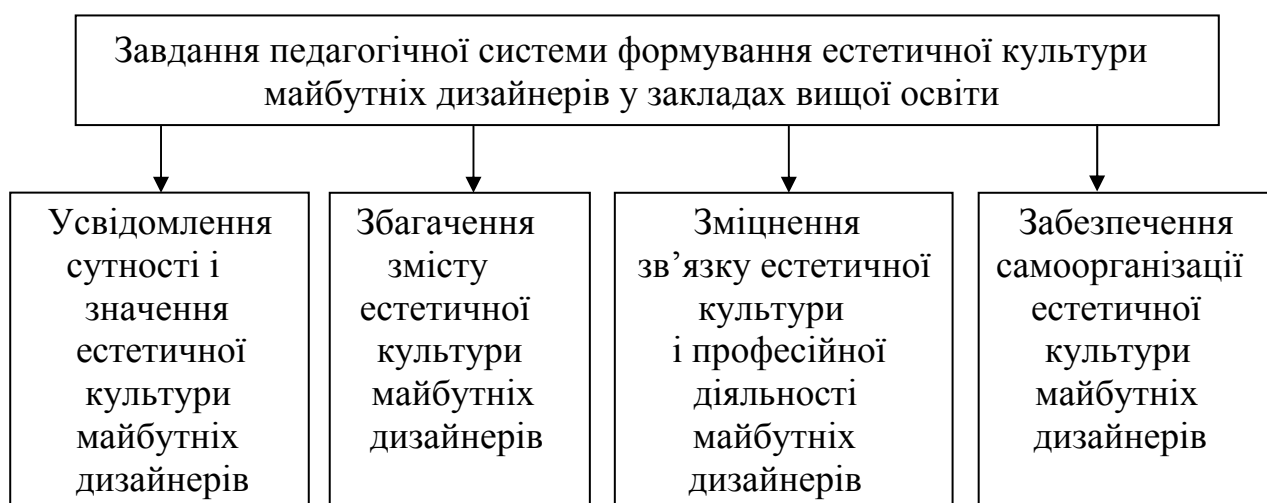 Завдання педагогічної системи формування естетичної культури
майбутніх дизайнерів у закладах вищої освіти
Усвідомлення
сутності і
значення
естетичної
культури
майбутніх
дизайнерів
Збагачення
змісту
естетичної
культури
майбутніх
дизайнерів
Зміцнення
зв’язку естетичної
культури
і професійної
діяльності
майбутніх
дизайнерів
Забезпечення
самоорганізації
естетичної
культури
майбутніх
дизайнерів